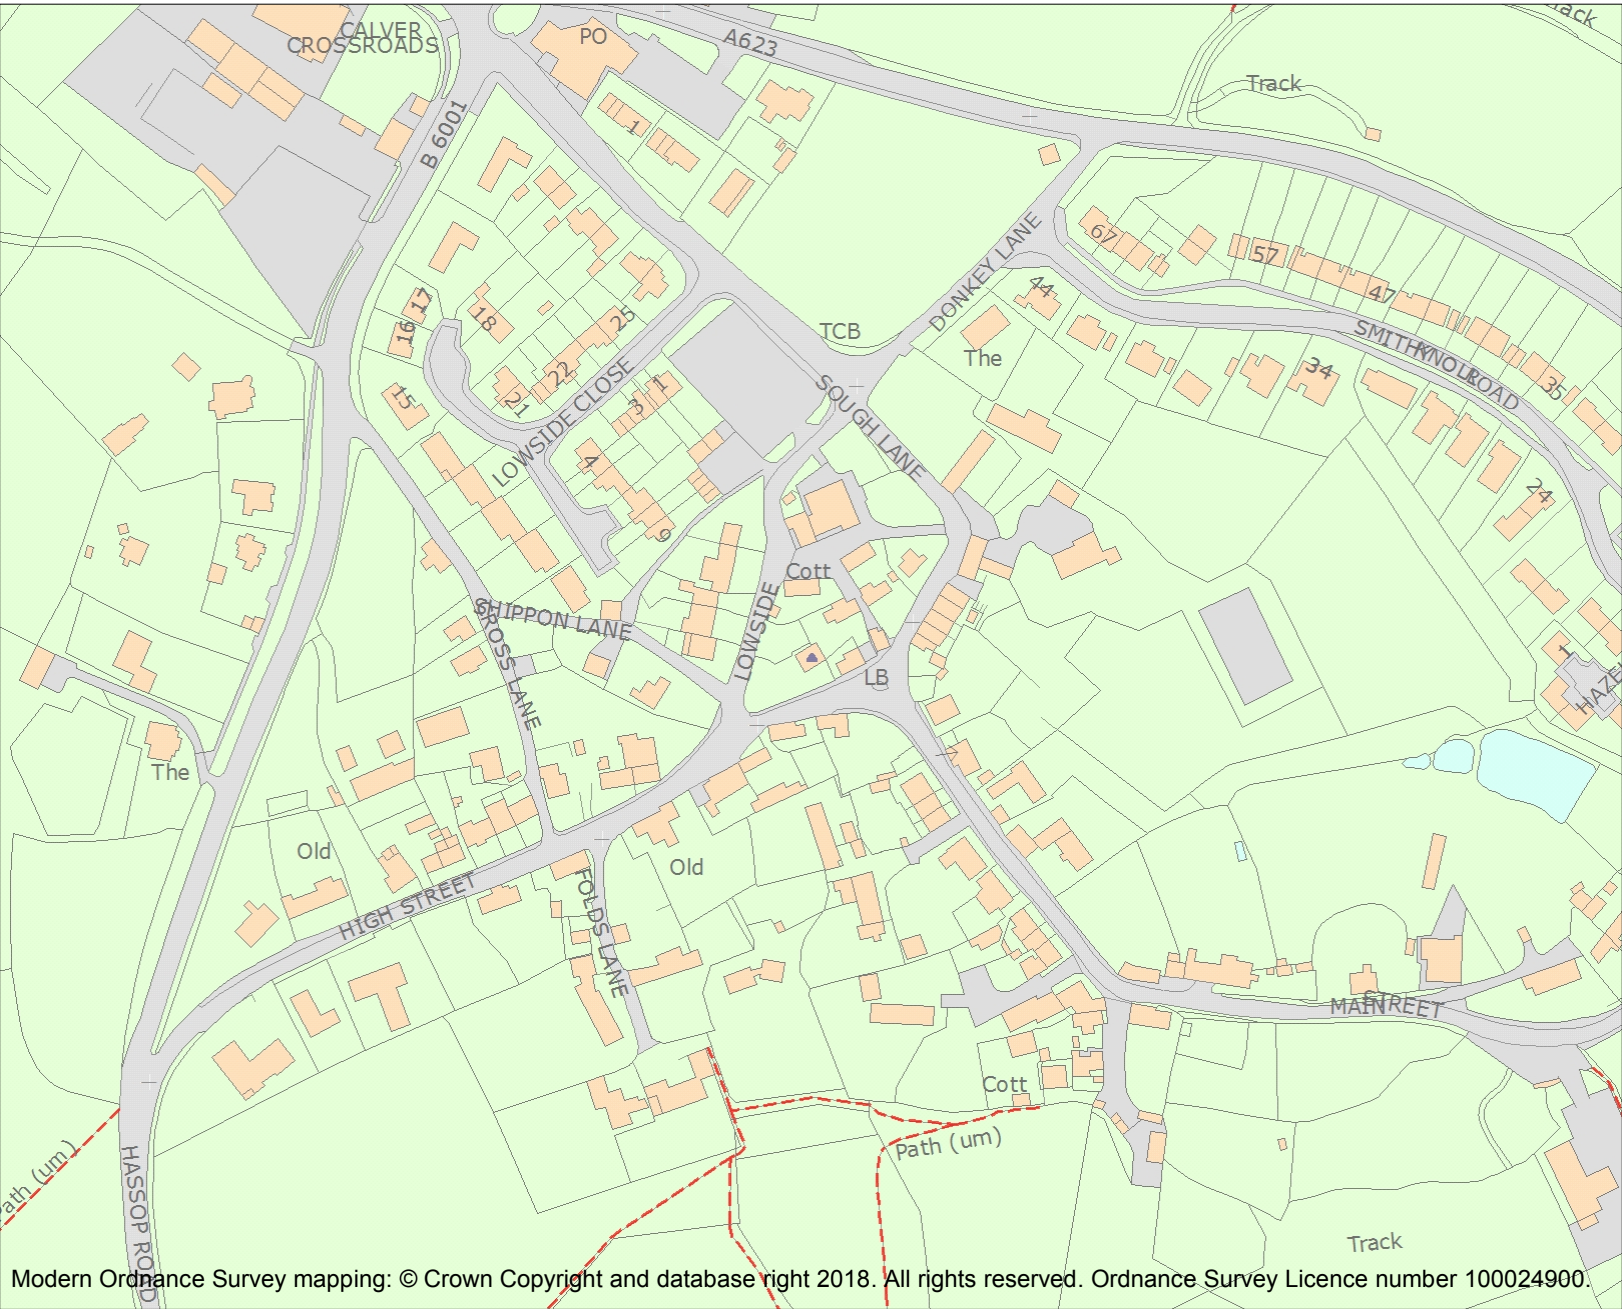 CALVER
CROSSROADS
PO
A623
Track
B 6001
1
Track
67
57
47
44
DONKEY LANE
TCB
The
SMITHY KNOLL ROAD
34
35
17
16
18
25
22
21
15
LOWSIDE CLOSE
1
3
4
9
SOUGH LANE
24
Cott
SHIPPON LANE
CROSS LANE
LOWSIDE
LB
1
The
Old
Old
HIGH STREET
FOLDS LANE
MAIN STREET
Cott
Path (um)
Path (um)
HASSOP ROAD
Track
Modern Ordnance Survey mapping: © Crown Copyright and database right 2018. All rights reserved. Ordnance Survey Licence number 100024900.